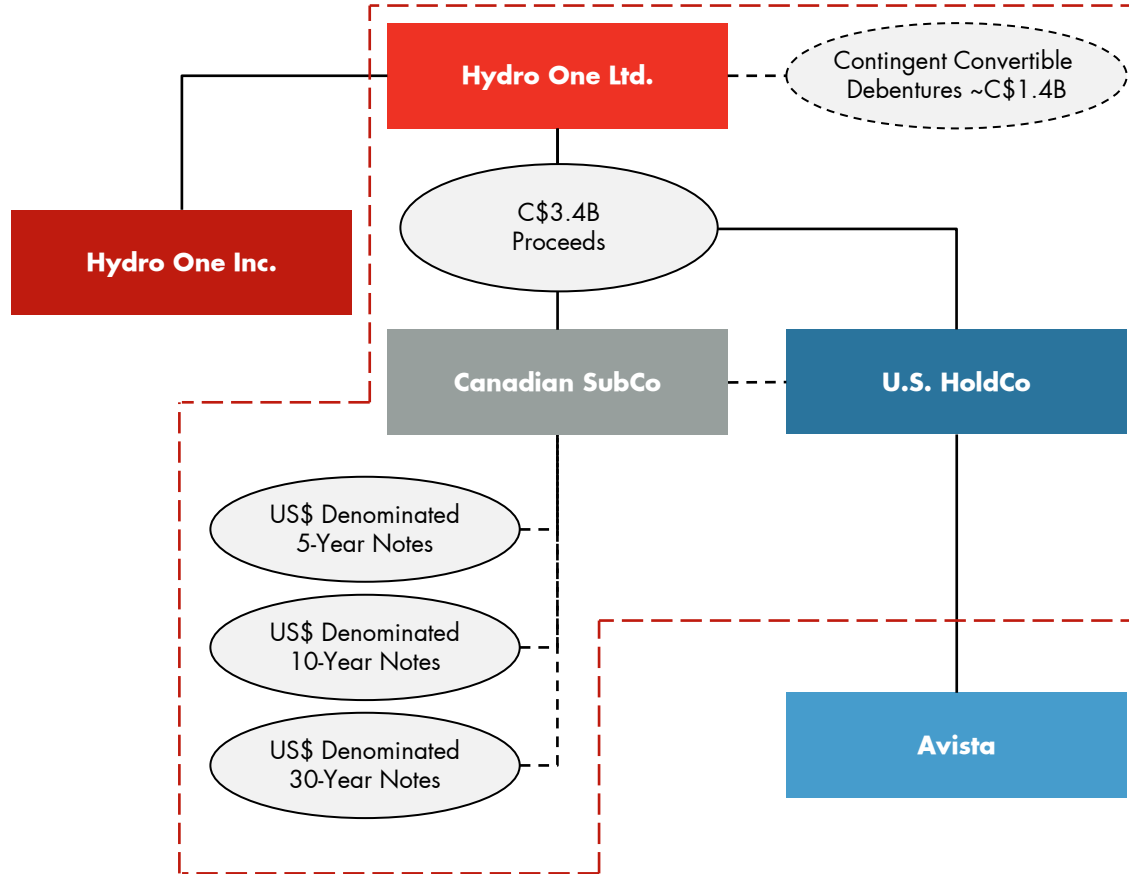 Hydro One Ltd.
Contingent Convertible
Debentures ~C$1.4B
C$3.4B
Proceeds
Hydro One Inc.
Canadian SubCo
U.S. HoldCo
US$ Denominated
5-Year Notes
US$ Denominated
10-Year Notes
US$ Denominated
30-Year Notes
Avista